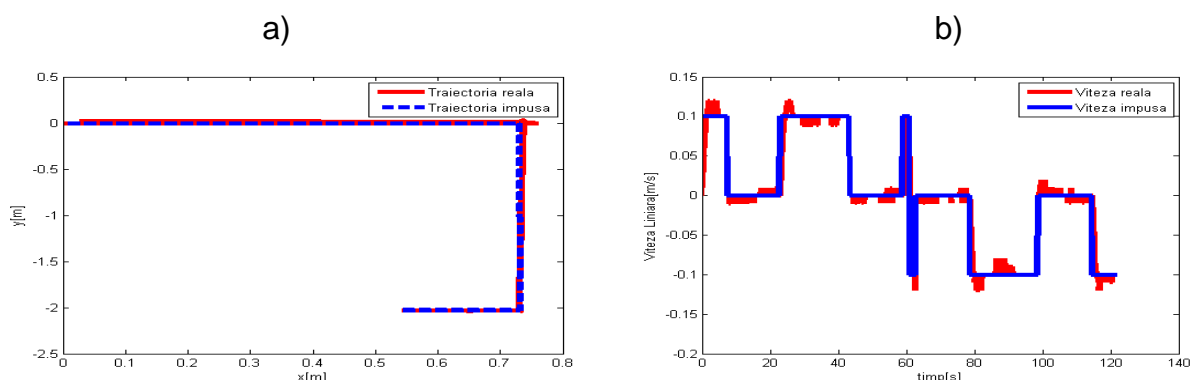 a)
b)
0.5
0
-0.5
-1
-1.5
-2
-2.5
y[m]
Traiectoria reala
Traiectoria impusa
0 0.1 0.2 0.3 0.4 0.5 0.6 0.7 0.8
x[m]
0.15
0.1
0.05
0
-0.05
-0.1
-0.15
-0.2
Viteza Liniara[m/s]
Viteza reala
Viteza impusa
0 20 40 60 80 100 120 140
timp[s]